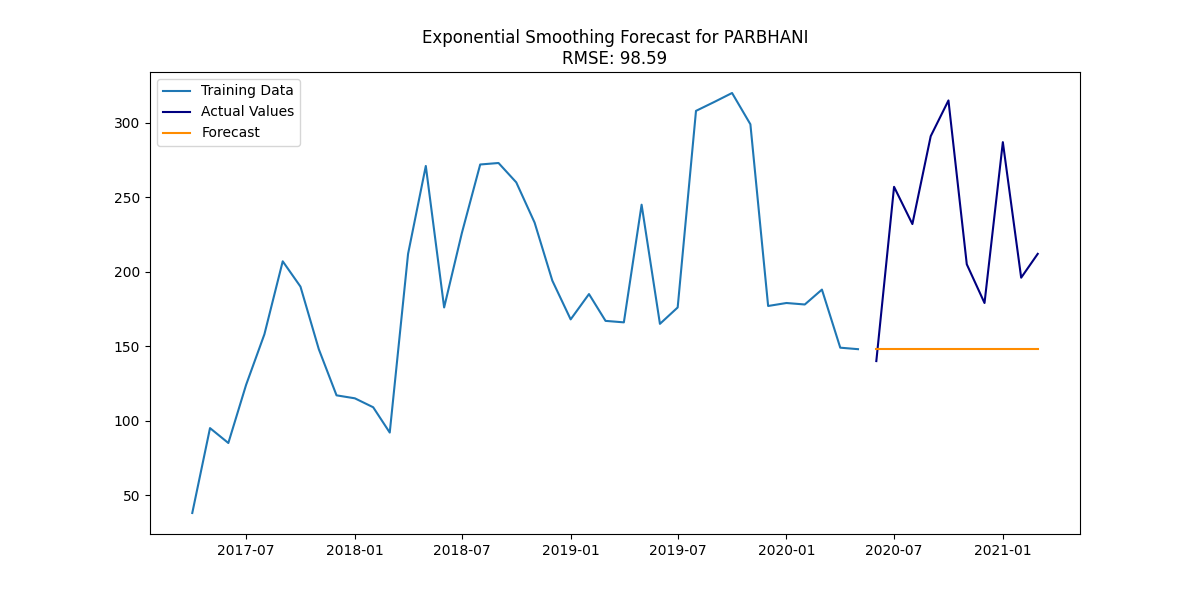 Exponential Smoothing Forecast for PARBHANI
RMSE: 98.59
Training Data
Actual Values
Forecast
300
250
200
150
100
50
2017-07
2018-01
2018-07
2019-01
2019-07
2020-01
2020-07
2021-01